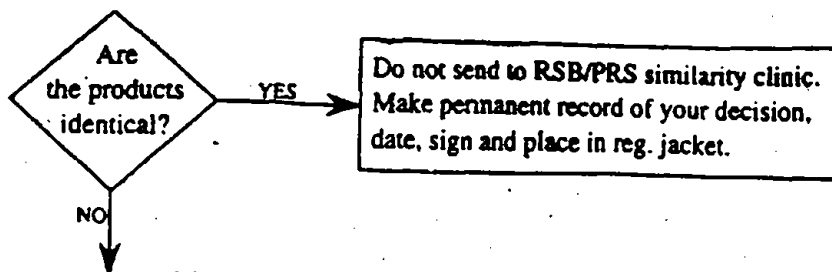 Are
the products
identical?
YES
Do not send to RSB/PRS similarity clinic.
Make permanent record of your decision,
date, sign and place in reg. jacket.
NO